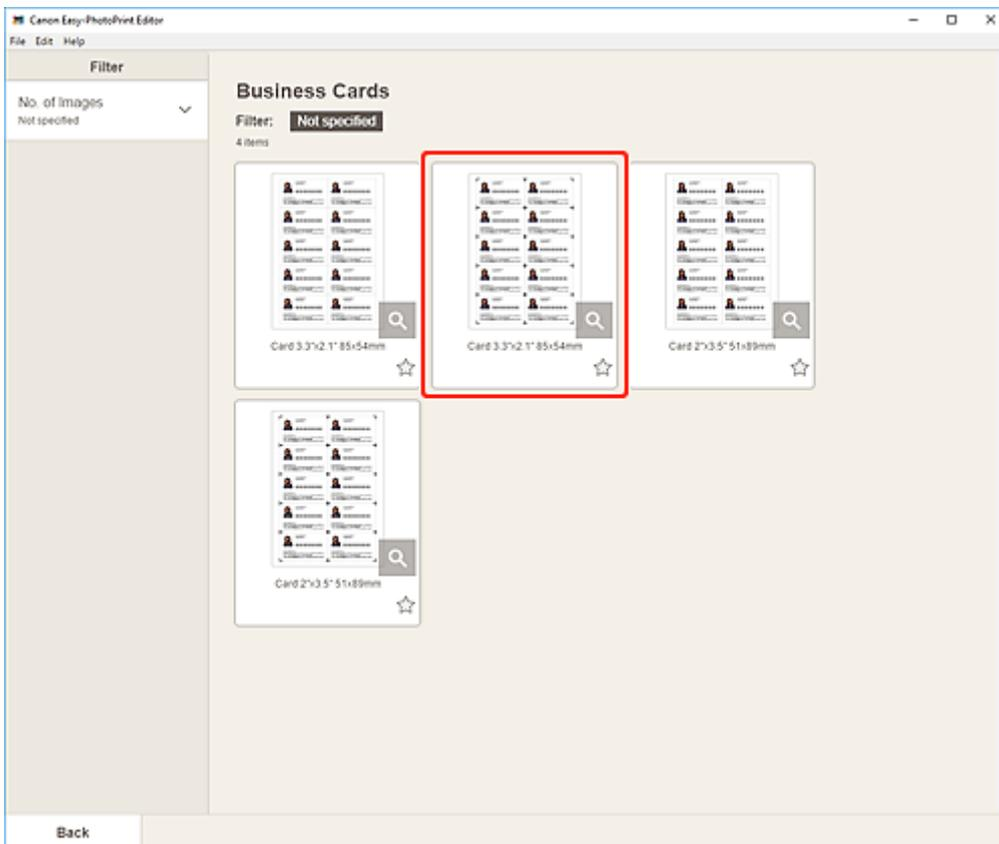 Canon Easy-PhotoPrint Editor
File Edit Help
Filter
No. of Images
Not specified
Business Cards
Filter: Not specified
4 items
Card 3.3"x2.1" 85x54mm
Card 3.3"x2.1" 85x54mm
Card 2"x3.5" 51x89mm
Card 2"x3.5" 51x89mm
Back